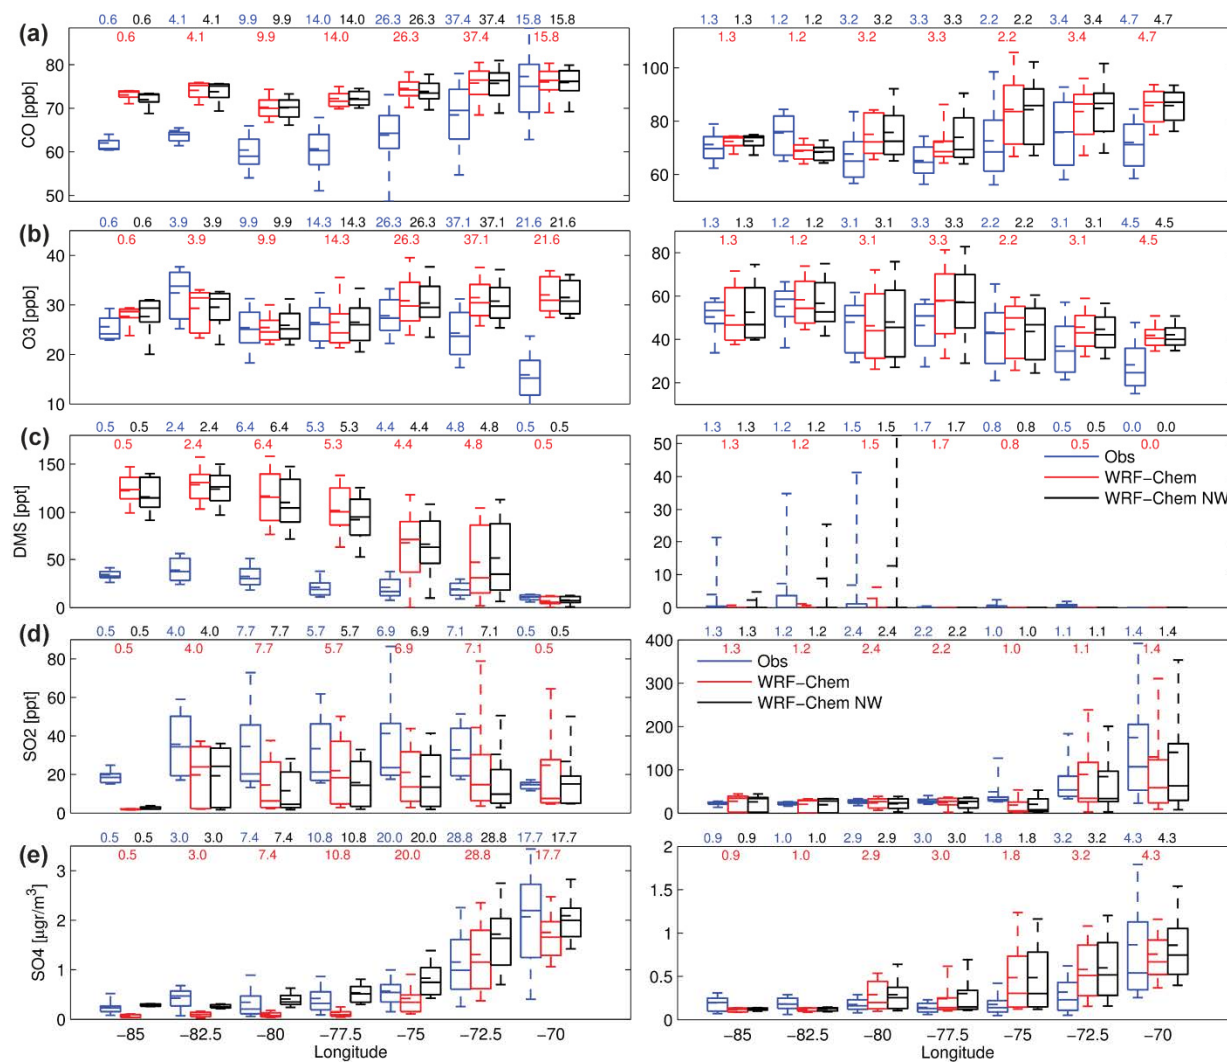 0.6 0.6 4.1 4.1 9.9 9.9 14.0 14.0 26.3 26.3 37.4 37.4 15.8 15.8
0.6 4.1 9.9 14.0 26.3 37.4 15.8
(a)
CO [ppb]
80
70
60
50
1.3 1.3 1.2 1.2 3.2 3.2 3.3 3.3 2.2 2.2 3.4 3.4 4.7 4.7
1.3 1.2 3.2 3.3 2.2 3.4 4.7
100
80
60
0.6 0.6 3.9 3.9 9.9 9.9 14.3 14.3 26.3 26.3 37.1 37.1 21.6 21.6
0.6 3.9 9.9 14.3 26.3 37.1 21.6
(b)
O3 [ppb]
40
30
20
10
1.3 1.3 1.2 1.2 3.1 3.1 3.3 3.3 2.2 2.2 3.1 3.1 4.5 4.5
1.3 1.2 3.1 3.3 2.2 3.1 4.5
80
60
40
20
0.5 0.5 2.4 2.4 6.4 6.4 5.3 5.3 4.4 4.4 4.8 4.8 0.5 0.5
0.5 2.4 6.4 5.3 4.4 4.8 0.5
(c)
DMS [ppt]
150
100
50
0
1.3 1.3 1.2 1.2 1.5 1.5 1.7 1.7 0.8 0.8 0.5 0.5 0.0 0.0
1.3 1.2 1.5 1.7 0.8 0.5 0.0
50
40
30
20
10
0
Obs
WRF-Chem
WRF-Chem NW
0.5 0.5 4.0 4.0 7.7 7.7 5.7 5.7 6.9 6.9 7.1 7.1 0.5 0.5
0.5 4.0 7.7 5.7 6.9 7.1 0.5
(d)
SO2 [ppt]
80
60
40
20
0
1.3 1.3 1.2 1.2 2.4 2.4 2.2 2.2 1.0 1.0 1.1 1.1 1.4 1.4
1.3 1.2 2.4 2.2 1.0 1.1 1.4
400
300
200
100
0
Obs
WRF-Chem
WRF-Chem NW
0.5 0.5 3.0 3.0 7.4 7.4 10.8 10.8 20.0 20.0 28.8 28.8 17.7 17.7
0.5 3.0 7.4 10.8 20.0 28.8 17.7
(e)
SO4 [µgr/m³]
3
2
1
0
-85 -82.5 -80 -77.5 -75 -72.5 -70
Longitude
0.9 0.9 1.0 1.0 2.9 2.9 3.0 3.0 1.8 1.8 3.2 3.2 4.3 4.3
0.9 1.0 2.9 3.0 1.8 3.2 4.3
2
1.5
1
0.5
0
-85 -82.5 -80 -77.5 -75 -72.5 -70
Longitude